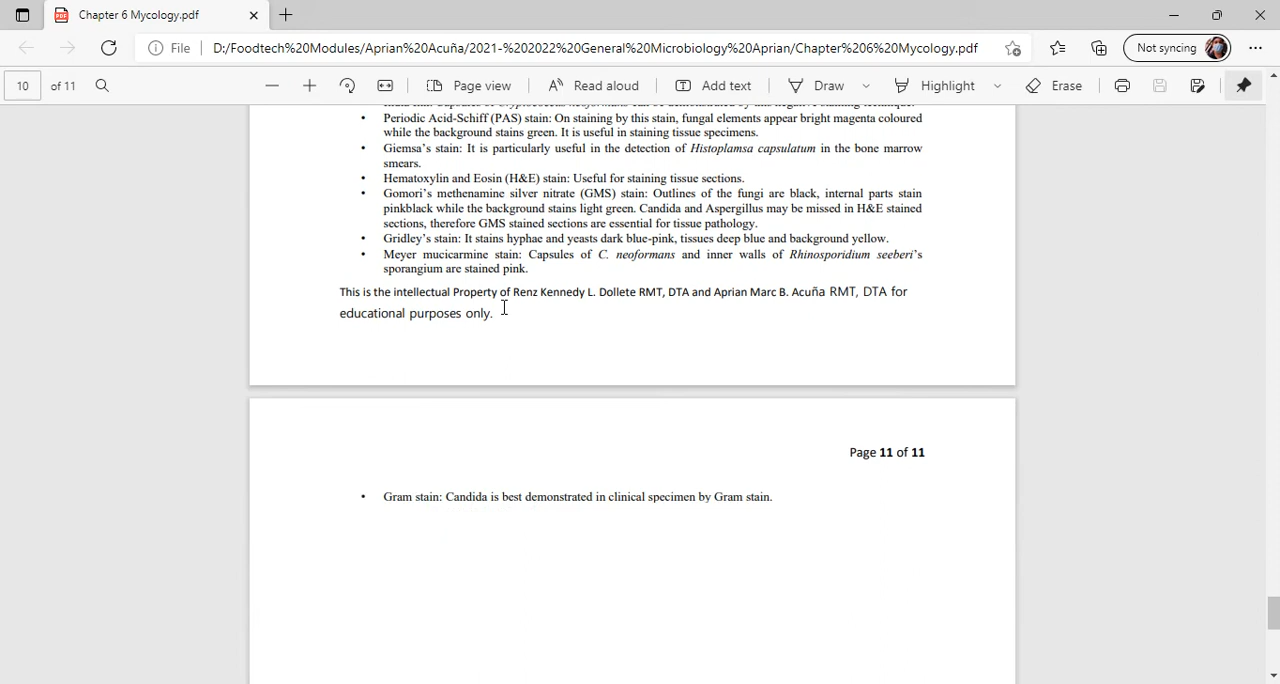 Chapter 6 Mycology.pdf
File D:/Foodtech%20Modules/Aprian%20Acuña/2021-%202022%20General%20Microbiology%20Aprian/Chapter%206%20Mycology.pdf Not syncing
10 of 11 Page view Read aloud Add text Draw Highlight Erase
• Periodic Acid-Schiff (PAS) stain: On staining by this stain, fungal elements appear bright magenta coloured
while the background stains green. It is useful in staining tissue specimens.
• Giemsa's stain: It is particularly useful in the detection of Histoplamsa capsulatum in the bone marrow
smears.
• Hematoxylin and Eosin (H&E) stain: Useful for staining tissue sections.
• Gomori's methenamine silver nitrate (GMS) stain: Outlines of the fungi are black, internal parts stain
pinkblack while the background stains light green. Candida and Aspergillus may be missed in H&E stained
sections, therefore GMS stained sections are essential for tissue pathology.
• Gridley's stain: It stains hyphae and yeasts dark blue-pink, tissues deep blue and background yellow.
• Meyer mucicarmine stain: Capsules of C. neoformans and inner walls of Rhinosporidium seeberi's
sporangium are stained pink.
This is the intellectual Property of Renz Kennedy L. Dollete RMT, DTA and Aprian Marc B. Acuña RMT, DTA for
educational purposes only.
Page 11 of 11
• Gram stain: Candida is best demonstrated in clinical specimen by Gram stain.